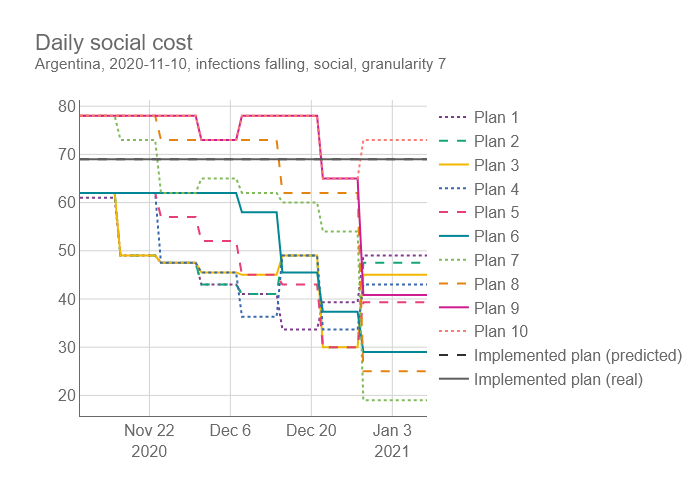 Daily social cost
Argentina, 2020-11-10, infections falling, social, granularity 7
80
70
60
50
40
30
20
Nov 22
2020
Dec 6
Dec 20
Jan 3
2021
Plan 1
Plan 2
Plan 3
Plan 4
Plan 5
Plan 6
Plan 7
Plan 8
Plan 9
Plan 10
Implemented plan (predicted)
Implemented plan (real)